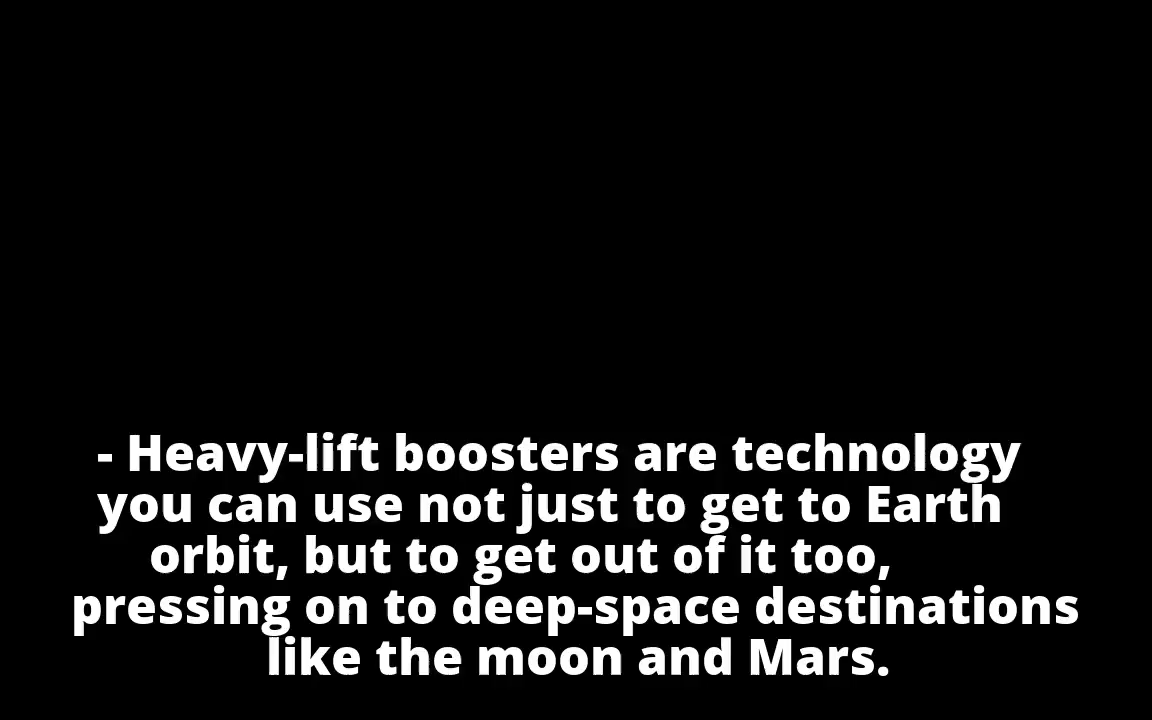 - Heavy-lift boosters are technology
you can use not just to get to Earth
orbit, but to get out of it too,
pressing on to deep-space destinations
like the moon and Mars.